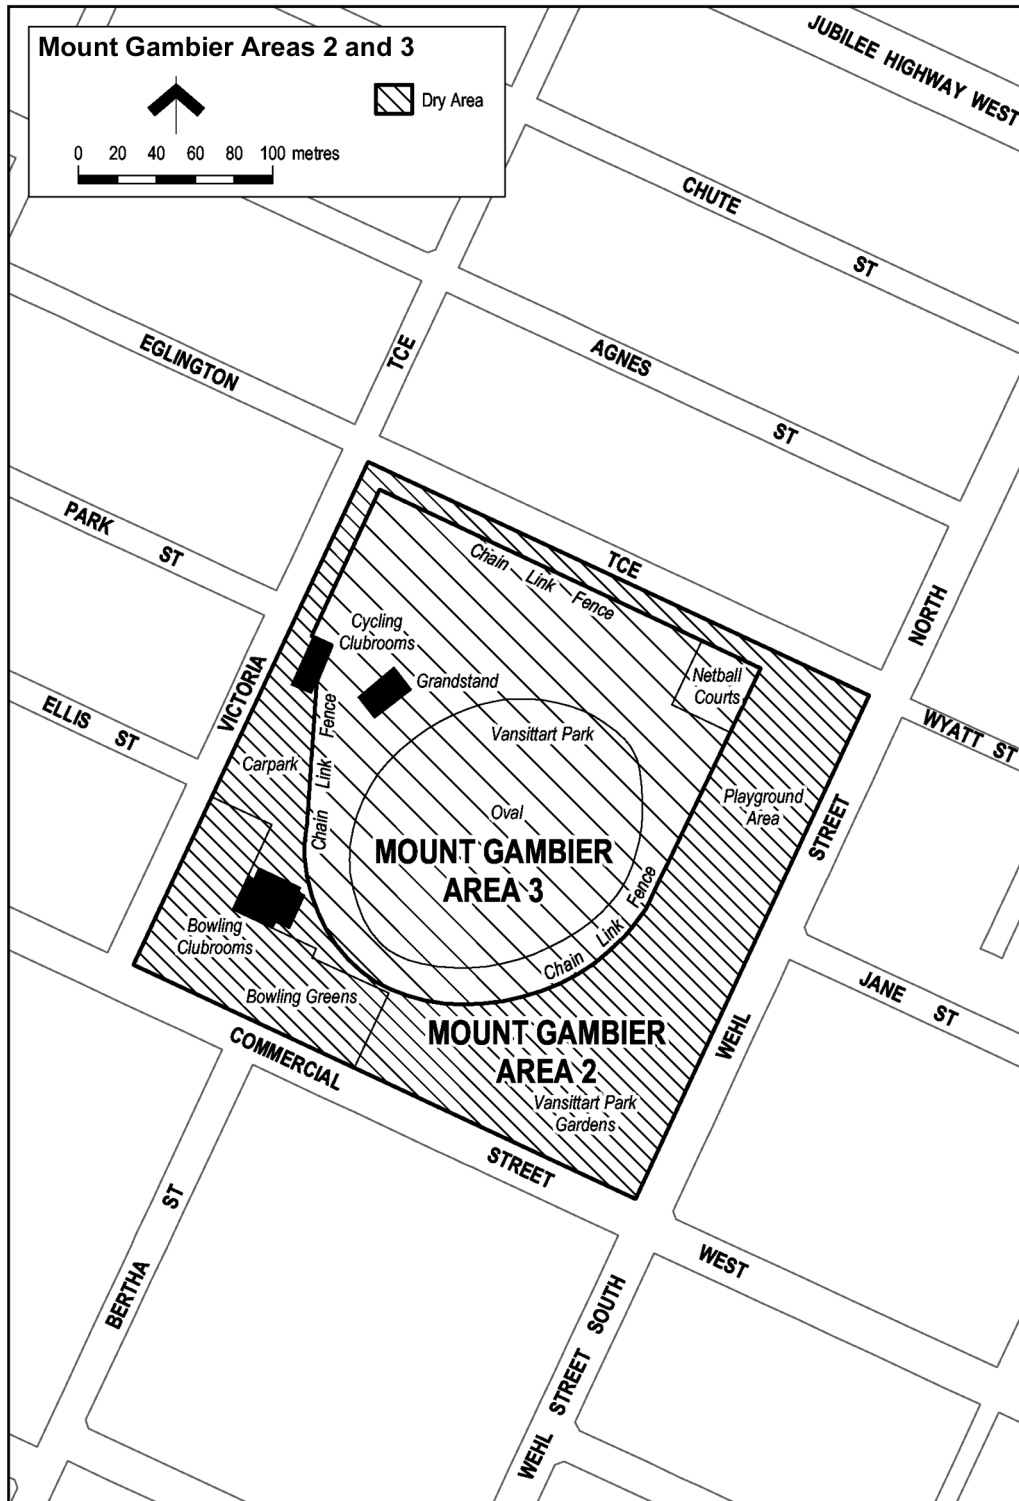 Mount Gambier Areas 2 and 3
Dry Area
0 20 40 60 80 100 metres
JUBILEE HIGHWAY WEST
CHUTE
ST
AGNES
ST
TCE
EGLINGTON
TCE
PARK
ST
ELLIS
ST
VICTORIA
NORTH
WYATT ST
Chain Link Fence
Cycling
Clubrooms
Grandstand
Netball
Courts
Vansittart Park
Chain Link Fence
Carpark
Playground
Area
STREET
Oval
MOUNT GAMBIER
AREA 3
Chain Link Fence
Bowling
Clubrooms
Bowling Greens
JANE ST
WEHL
MOUNT GAMBIER
AREA 2
COMMERCIAL
Vansittart Park
Gardens
STREET
WEST
BERTHA ST
WEHL STREET SOUTH